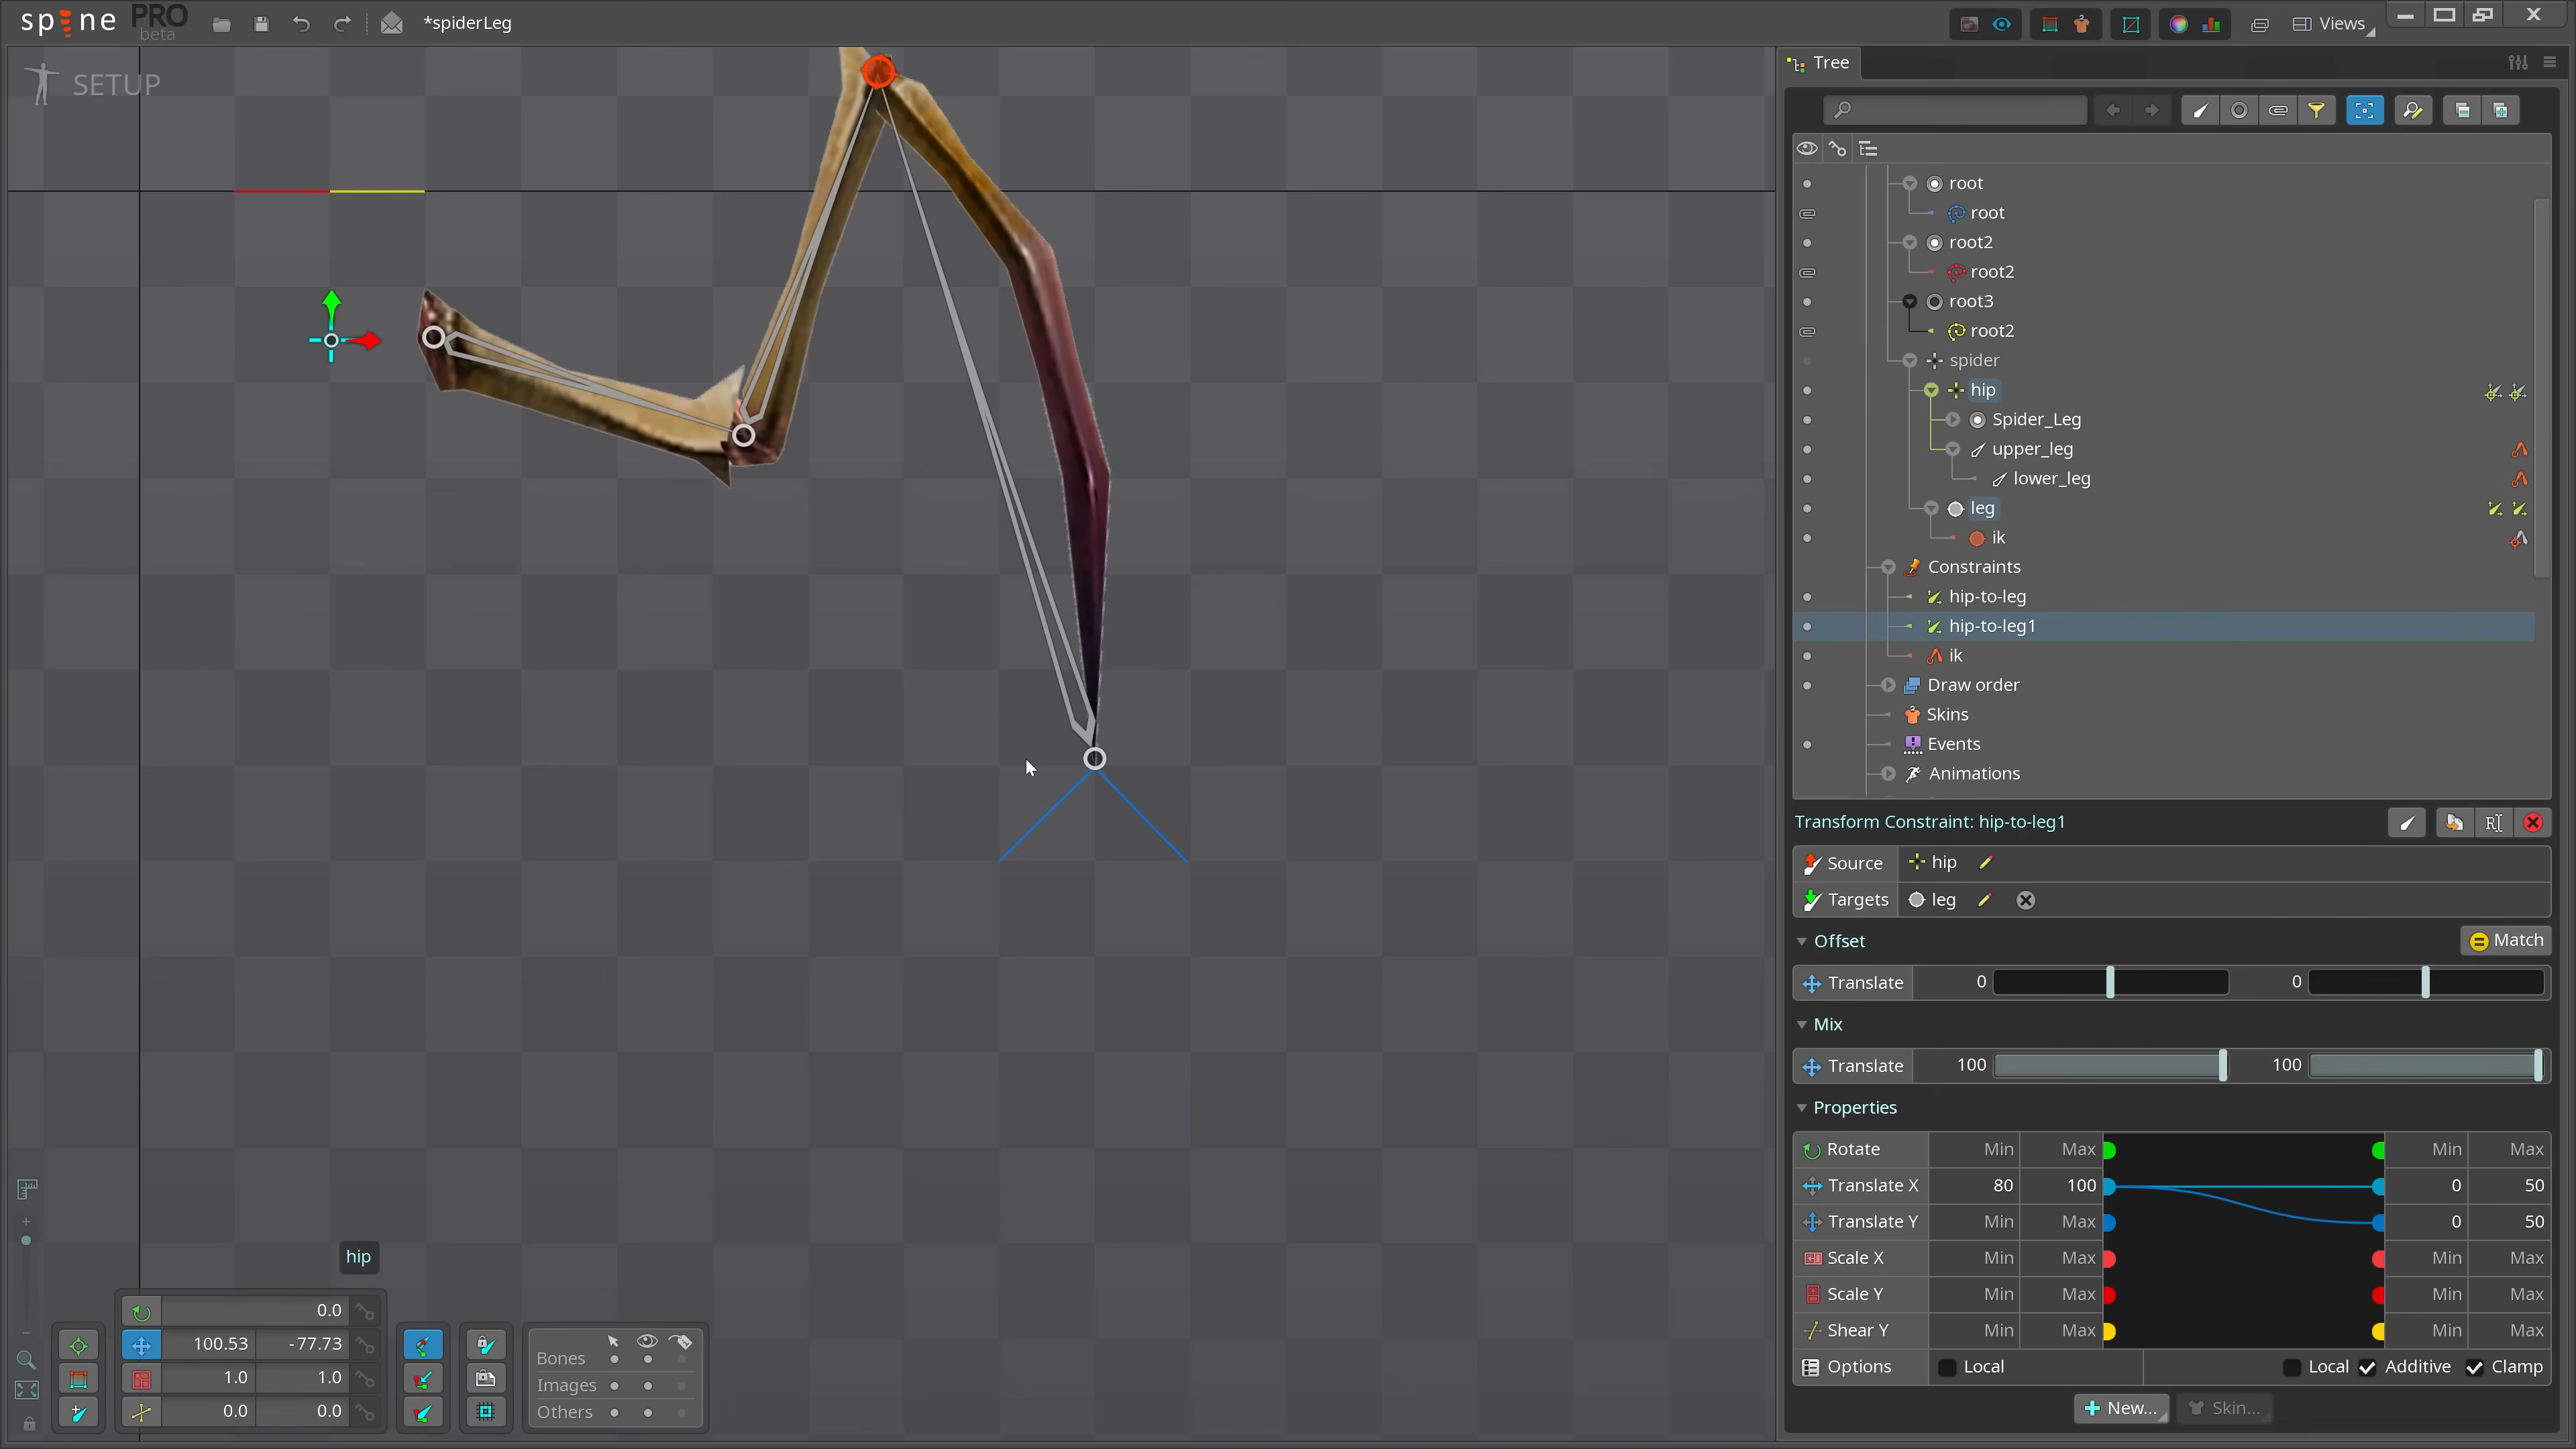 spine PRO beta
*spiderLeg
Views
SETUP
Tree
root
root
root2
root2
root3
root2
spider
hip
Spider_Leg
upper_leg
lower_leg
leg
ik
Constraints
hip-to-leg
hip-to-leg1
ik
Draw order
Skins
Events
Animations
Transform Constraint: hip-to-leg1
Source hip
Targets leg
Offset Match
Translate 0 0
Mix
Translate 100 100
Properties
Rotate Min Max Min Max
Translate X 80 100 0 50
Translate Y Min Max 0 50
Scale X Min Max Min Max
Scale Y Min Max Min Max
Shear Y Min Max Min Max
Options Local Local Additive Clamp
New... Skin...
hip
0.0
100.53 -77.73
1.0 1.0
0.0 0.0
Bones
Images
Others